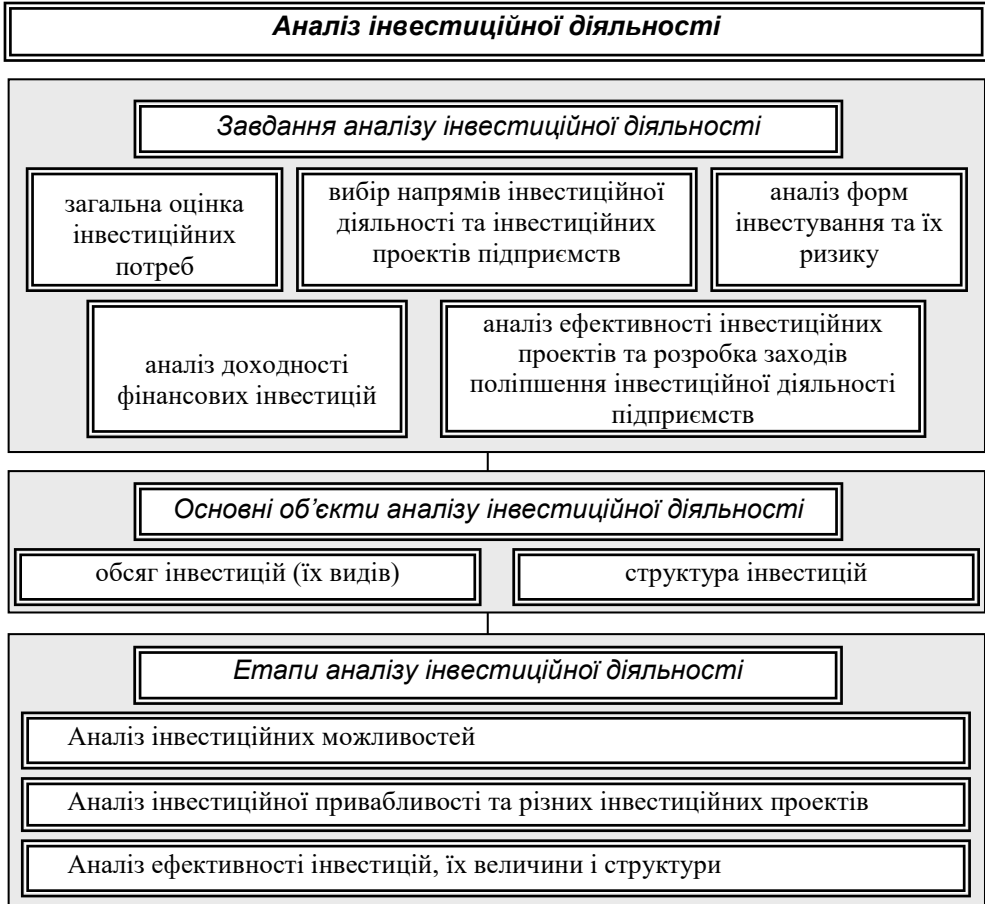 Аналіз інвестиційної діяльності
Завдання аналізу інвестиційної діяльності
загальна оцінка
інвестиційних
потреб
вибір напрямів інвестиційної
діяльності та інвестиційних
проектів підприємств
аналіз форм
інвестування та їх
ризику
аналіз доходності
фінансових інвестицій
аналіз ефективності інвестиційних
проектів та розробка заходів
поліпшення інвестиційної діяльності
підприємств
Основні об’єкти аналізу інвестиційної діяльності
обсяг інвестицій (їх видів)
структура інвестицій
Етапи аналізу інвестиційної діяльності
Аналіз інвестиційних можливостей
Аналіз інвестиційної привабливості та різних інвестиційних проектів
Аналіз ефективності інвестицій, їх величини і структури